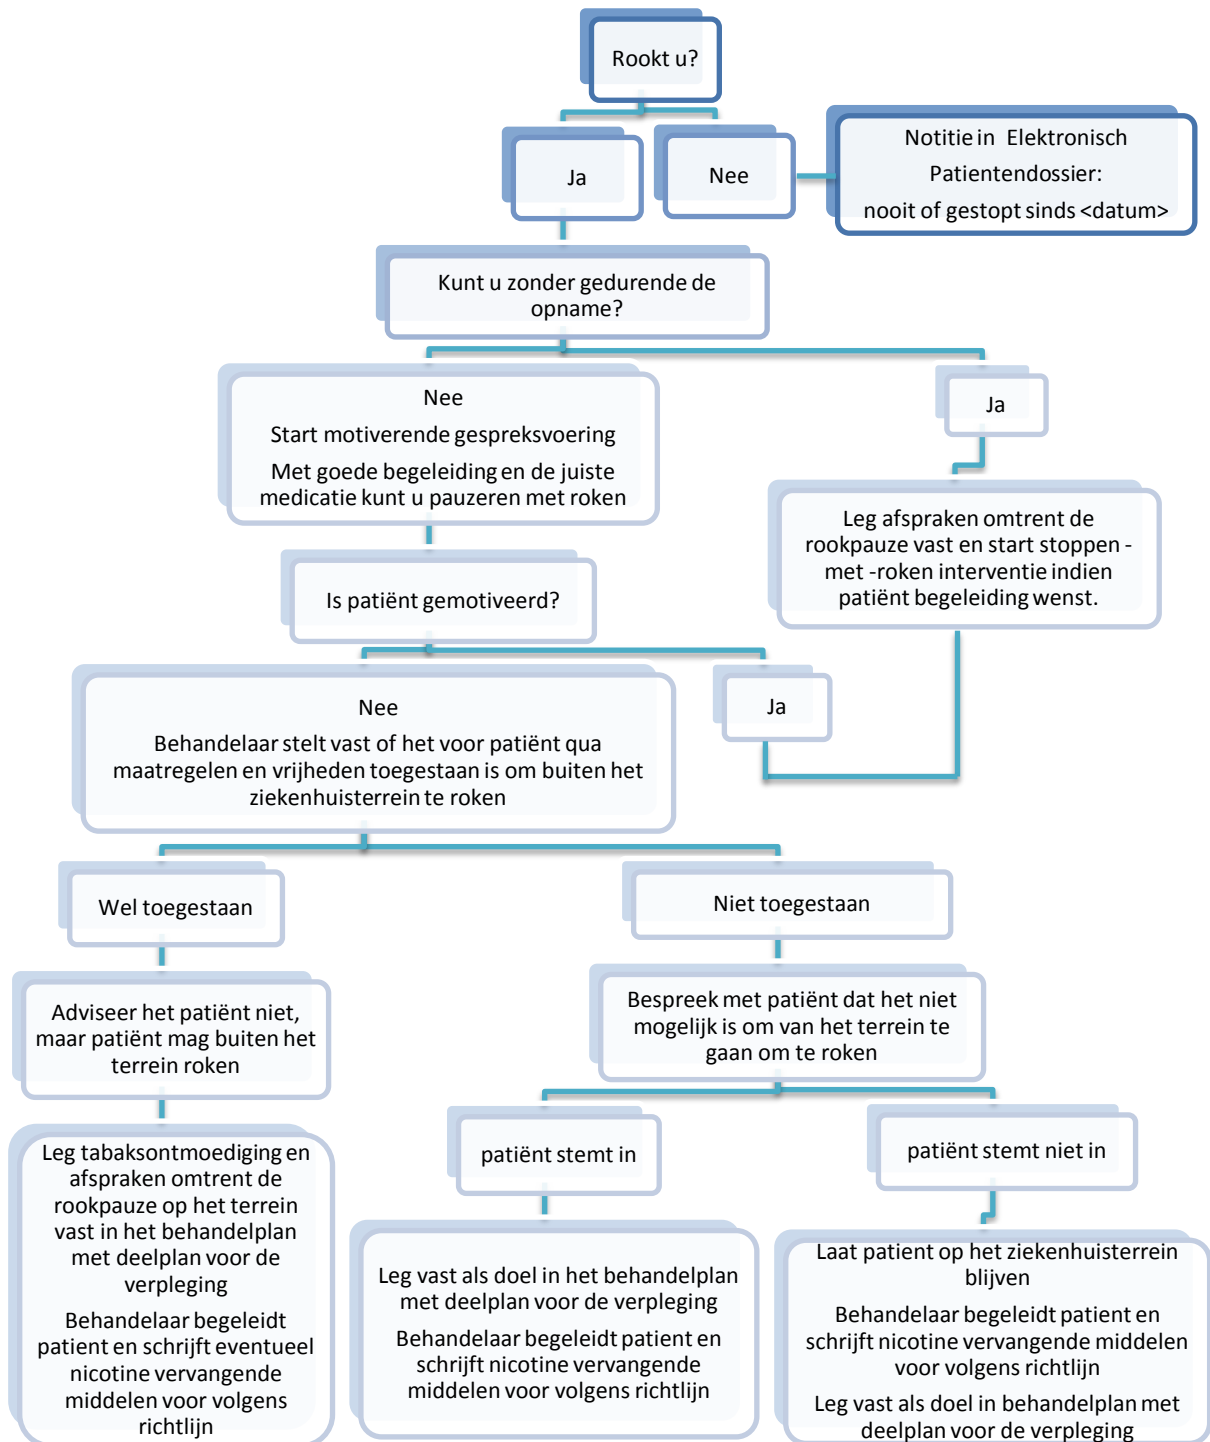 Rookt u?
Ja
Nee
Notitie in Elektronisch
Patientendossier:
nooit of gestopt sinds <datum>
Kunt u zonder gedurende de
opname?
Nee
Start motiverende gespreksvoering
Met goede begeleiding en de juiste
medicatie kunt u pauzeren met roken
Ja
Leg afspraken omtrent de
rookpauze vast en start stoppen -
met -roken interventie indien
patiënt begeleiding wenst.
Is patiënt gemotiveerd?
Nee
Behandelaar stelt vast of het voor patiënt qua
maatregelen en vrijheden toegestaan is om buiten het
ziekenhuisterrein te roken
Ja
Wel toegestaan
Niet toegestaan
Adviseer het patiënt niet,
maar patiënt mag buiten het
terrein roken
Bespreek met patiënt dat het niet
mogelijk is om van het terrein te
gaan om te roken
Leg tabaksontmoediging en
afspraken omtrent de
rookpauze op het terrein
vast in het behandelplan
met deelplan voor de
verpleging
Behandelaar begeleidt
patient en schrijft eventueel
nicotine vervangende
middelen voor volgens
richtlijn
patiënt stemt in
patiënt stemt niet in
Leg vast als doel in het behandelplan
met deelplan voor de verpleging
Behandelaar begeleidt patient en
schrijft nicotine vervangende
middelen voor volgens richtlijn
Laat patient op het ziekenhuisterrein
blijven
Behandelaar begeleidt patient en
schrijft nicotine vervangende middelen
voor volgens richtlijn
Leg vast als doel in behandelplan met
deelplan voor de verpleging